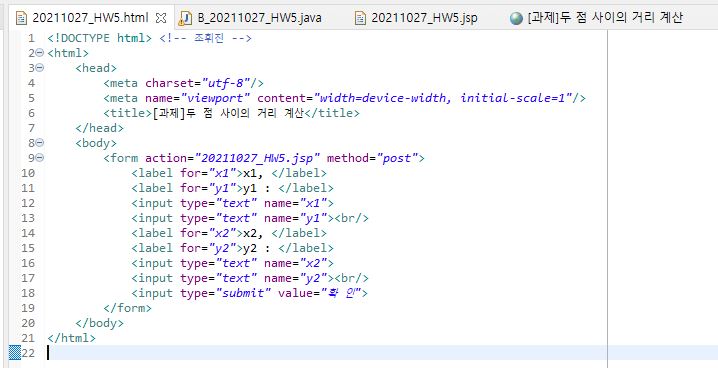 20211027_HW5.html B_20211027_HW5.java 20211027_HW5.jsp [과제]두 점 사이의 거리 계산
1 <!DOCTYPE html> <!-- 조휘진 -->
2 <html>
3 <head>
4 <meta charset="utf-8"/>
5 <meta name="viewport" content="width=device-width, initial-scale=1"/>
6 <title>[과제]두 점 사이의 거리 계산</title>
7 </head>
8 <body>
9 <form action="20211027_HW5.jsp" method="post">
10 <label for="x1">x1, </label>
11 <label for="y1">y1 : </label>
12 <input type="text" name="x1">
13 <input type="text" name="y1"><br/>
14 <label for="x2">x2, </label>
15 <label for="y2">y2 : </label>
16 <input type="text" name="x2">
17 <input type="text" name="y2"><br/>
18 <input type="submit" value="확 인">
19 </form>
20 </body>
21 </html>
22